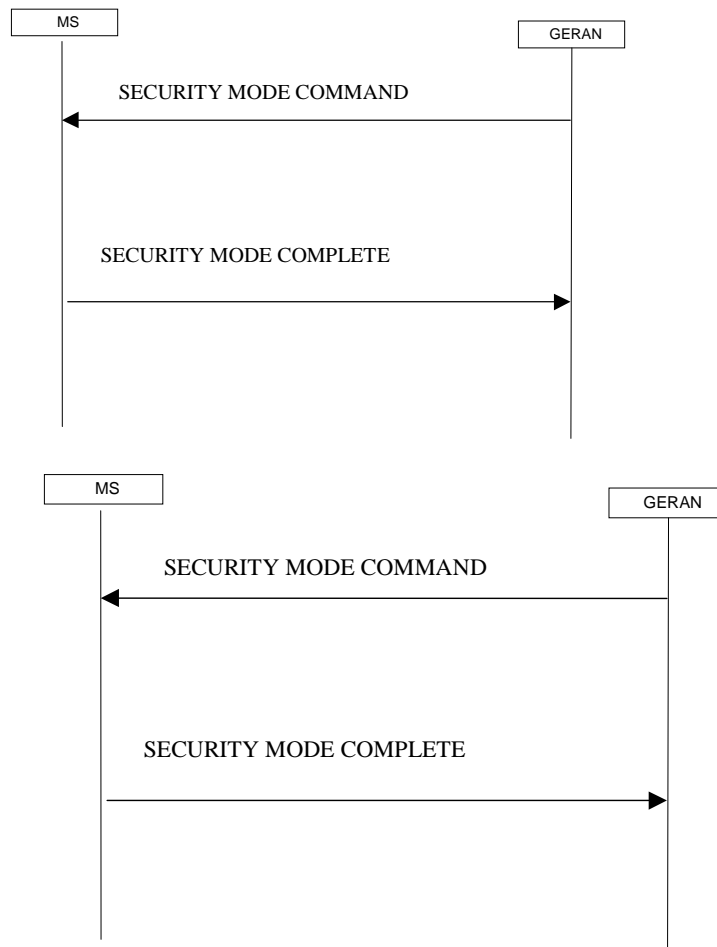 MS
GERAN
SECURITY MODE COMMAND
SECURITY MODE COMPLETE
MS
GERAN
SECURITY MODE COMMAND
SECURITY MODE COMPLETE